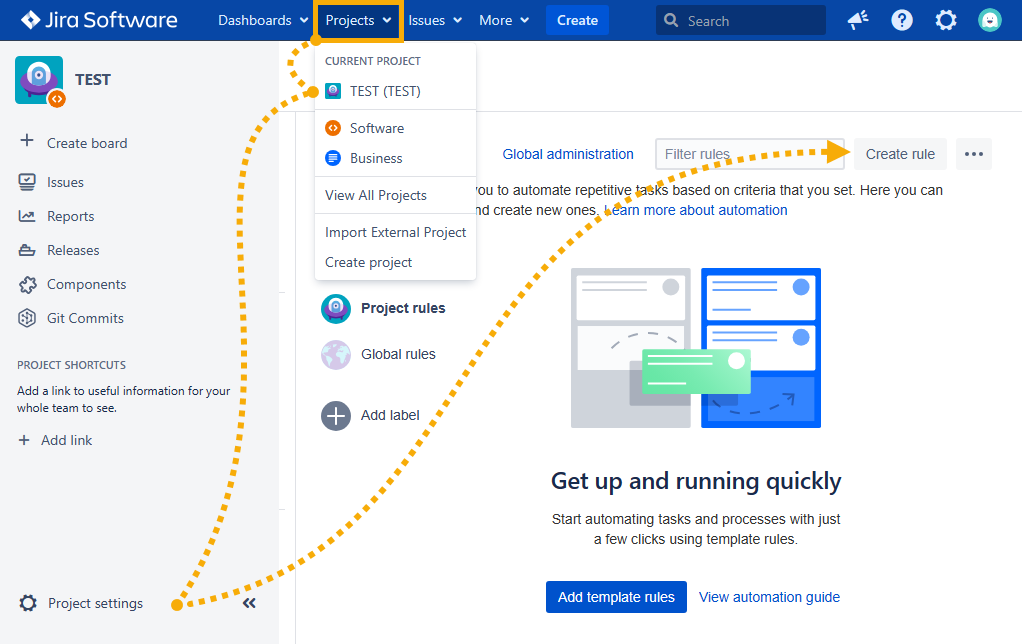 Jira Software
Dashboards
Projects
Issues
More
Create
Search
TEST
Create board
Issues
Reports
Releases
Components
Git Commits
PROJECT SHORTCUTS
Add a link to useful information for your
whole team to see.
Add link
Project settings
CURRENT PROJECT
TEST (TEST)
Software
Business
View All Projects
Import External Project
Create project
Global administration
Filter rules
Create rule
you to automate repetitive tasks based on criteria that you set. Here you can
nd create new ones. Learn more about automation
Project rules
Global rules
Add label
Get up and running quickly
Start automating tasks and processes with just
a few clicks using template rules.
Add template rules
View automation guide